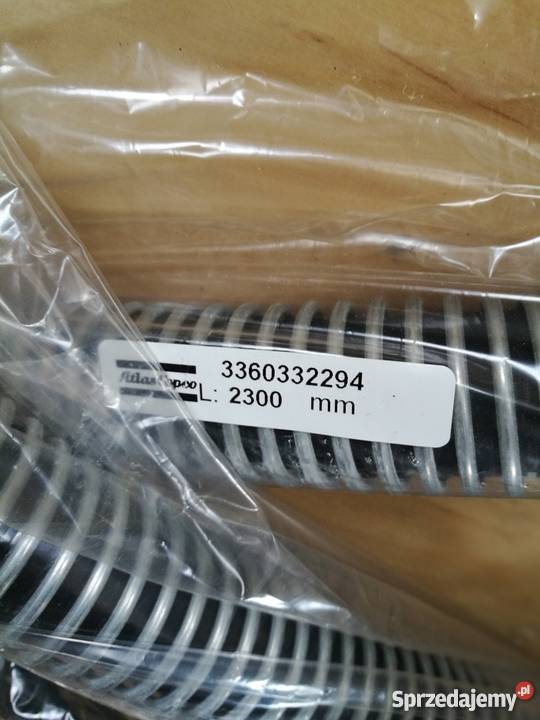 3360332294
Atlas Copco
L: 2300 mm
Sprzedajemy.pl